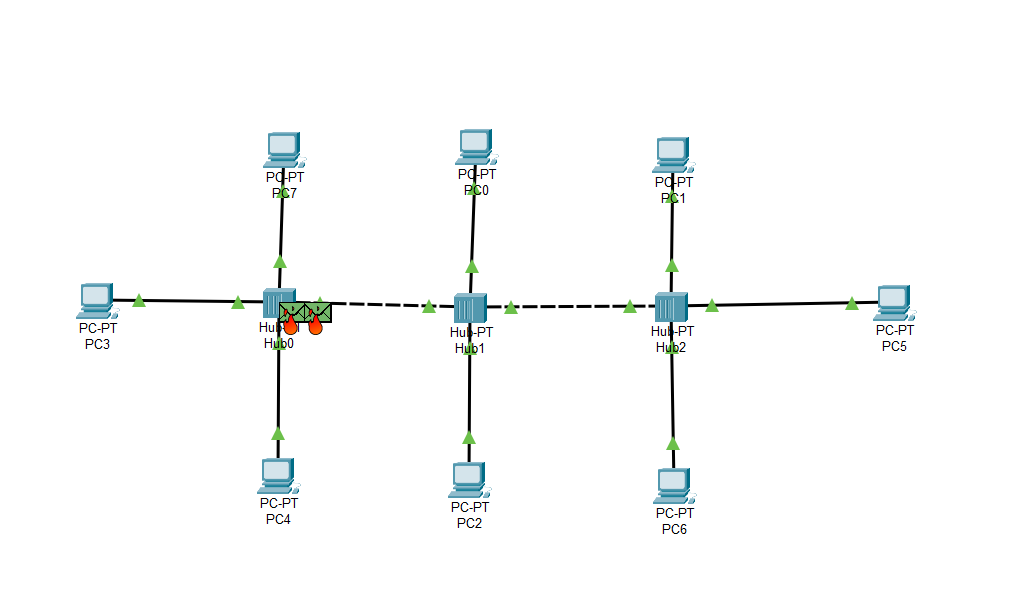 PC-PT
PC7
PC-PT
PC0
PC-PT
PC1
PC-PT
PC3
Hub-PT
Hub0
Hub-PT
Hub1
Hub-PT
Hub2
PC-PT
PC5
PC-PT
PC4
PC-PT
PC2
PC-PT
PC6